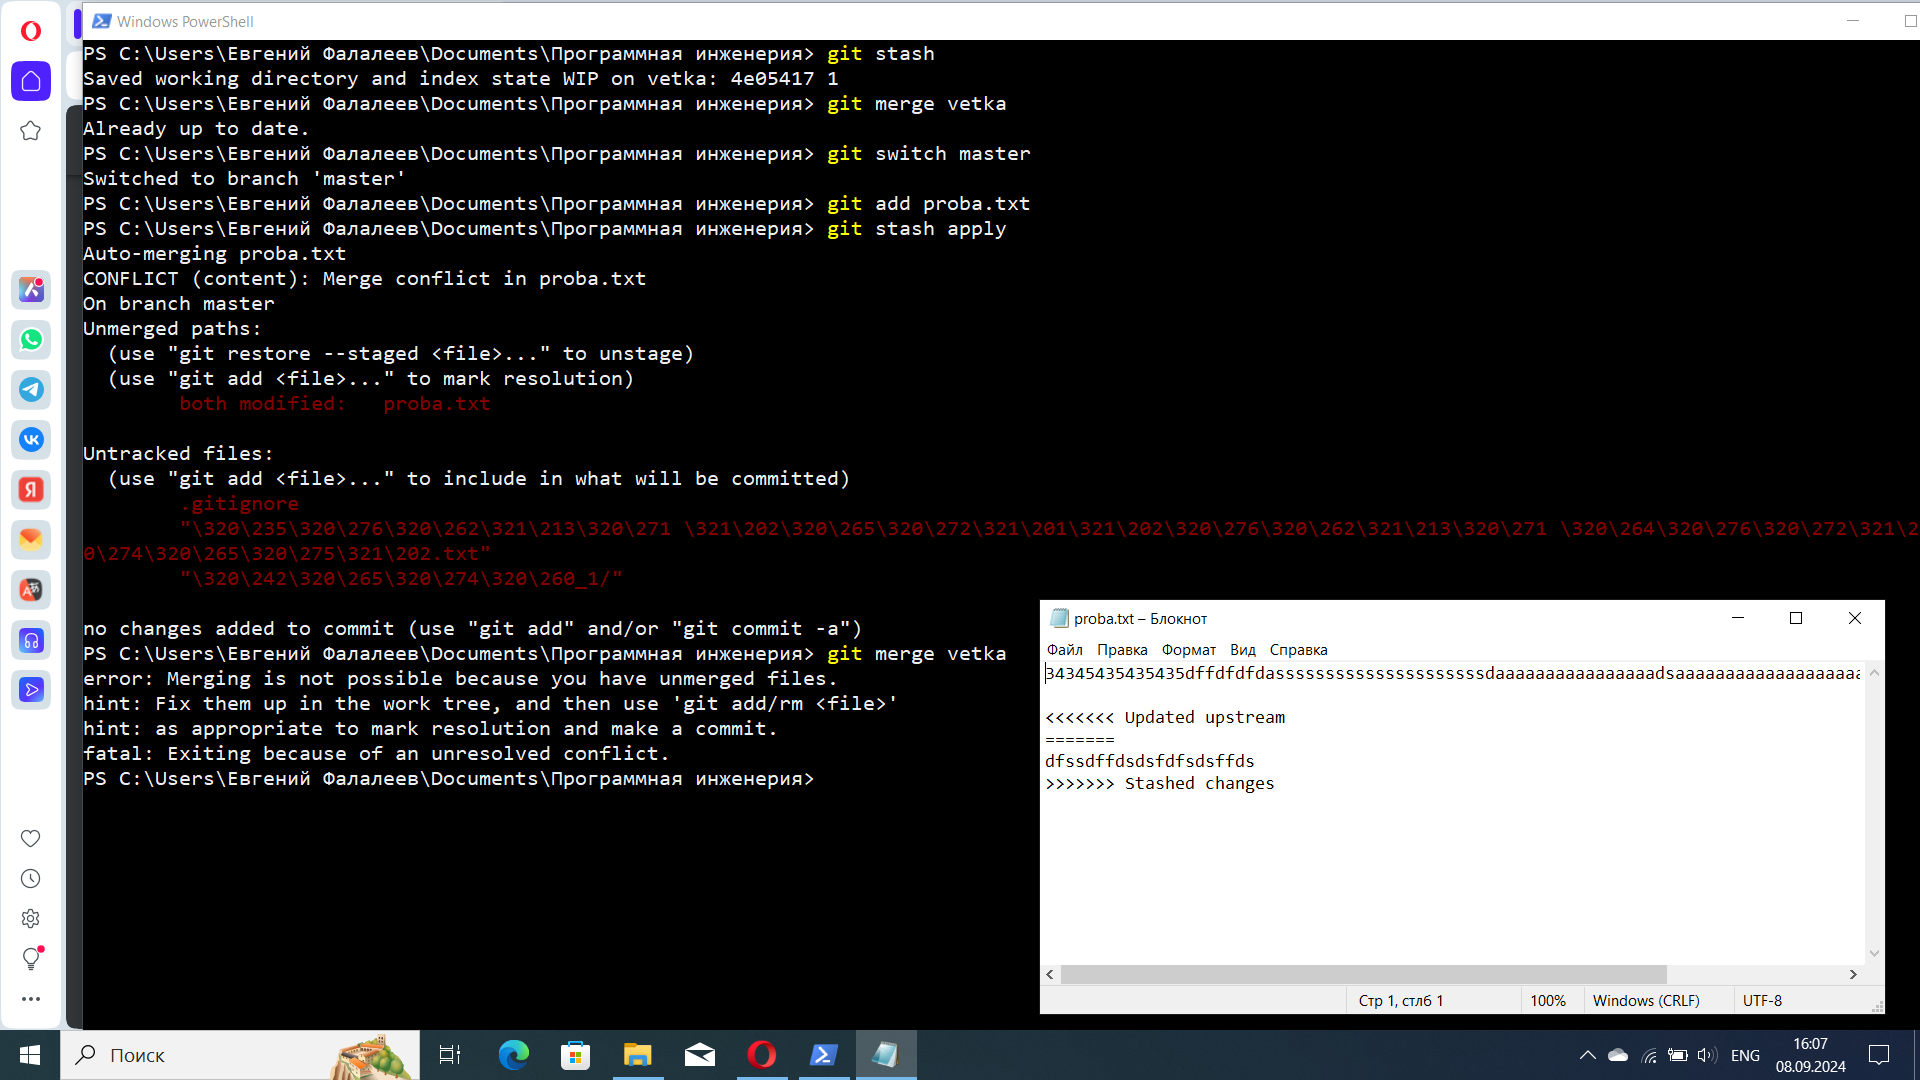 Windows PowerShell
PS C:\Users\Евгений Фалалеев\Documents\Программная инженерия> git stash
Saved working directory and index state WIP on vetka: 4e05417 1
PS C:\Users\Евгений Фалалеев\Documents\Программная инженерия> git merge vetka
Already up to date.
PS C:\Users\Евгений Фалалеев\Documents\Программная инженерия> git switch master
Switched to branch 'master'
PS C:\Users\Евгений Фалалеев\Documents\Программная инженерия> git add proba.txt
PS C:\Users\Евгений Фалалеев\Documents\Программная инженерия> git stash apply
Auto-merging proba.txt
CONFLICT (content): Merge conflict in proba.txt
On branch master
Unmerged paths:
  (use "git restore --staged <file>..." to unstage)
  (use "git add <file>..." to mark resolution)
        both modified:   proba.txt
Untracked files:
  (use "git add <file>..." to include in what will be committed)
        .gitignore
        "\320\235\320\276\320\262\321\213\320\271 \321\202\320\265\320\272\321\201\321\202\320\276\320\262\321\213\320\271 \320\264\320\276\320\272\321\2
0\274\320\265\320\275\321\202.txt"
        "\320\242\320\265\320\274\320\260_1/"
no changes added to commit (use "git add" and/or "git commit -a")
PS C:\Users\Евгений Фалалеев\Documents\Программная инженерия> git merge vetka
error: Merging is not possible because you have unmerged files.
hint: Fix them up in the work tree, and then use 'git add/rm <file>'
hint: as appropriate to mark resolution and make a commit.
fatal: Exiting because of an unresolved conflict.
PS C:\Users\Евгений Фалалеев\Documents\Программная инженерия>
proba.txt – Блокнот
Файл Правка Формат Вид Справка
34345435435435dffdfdfdasssssssssssssssssssssdaaaaaaaaaaaaaaaadsaaaaaaaaaaaaaaaaaaa
<<<<<<< Updated upstream
=======
dfssdffdsdsfdfsdsffds
>>>>>>> Stashed changes
Стр 1, стлб 1 100% Windows (CRLF) UTF-8
Поиск
ENG
16:07
08.09.2024